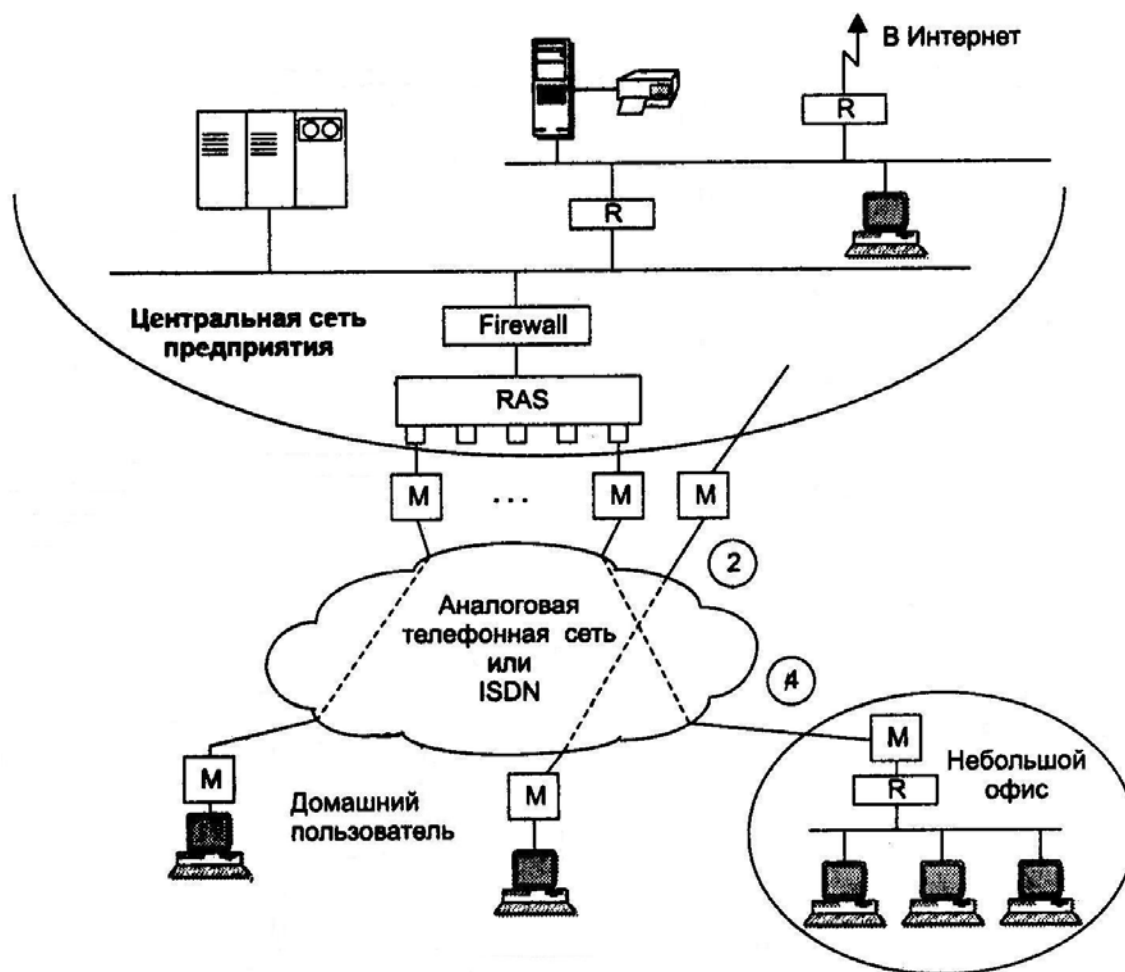 В Интернет
R
R
Центральная сеть
предприятия
Firewall
RAS
M
...
M
M
2
Аналоговая
телефонная сеть
или
ISDN
4
M
Небольшой
офис
R
M
Домашний
пользователь
M